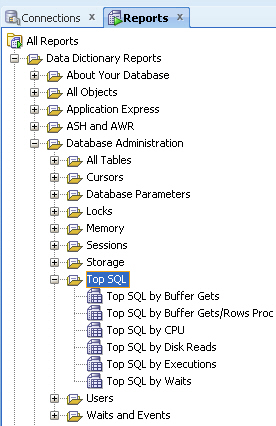 Connections x Reports x
All Reports
Data Dictionary Reports
About Your Database
All Objects
Application Express
ASH and AWR
Database Administration
All Tables
Cursors
Database Parameters
Locks
Memory
Sessions
Storage
Top SQL
Top SQL by Buffer Gets
Top SQL by Buffer Gets/Rows Proc
Top SQL by CPU
Top SQL by Disk Reads
Top SQL by Executions
Top SQL by Waits
Users
Waits and Events